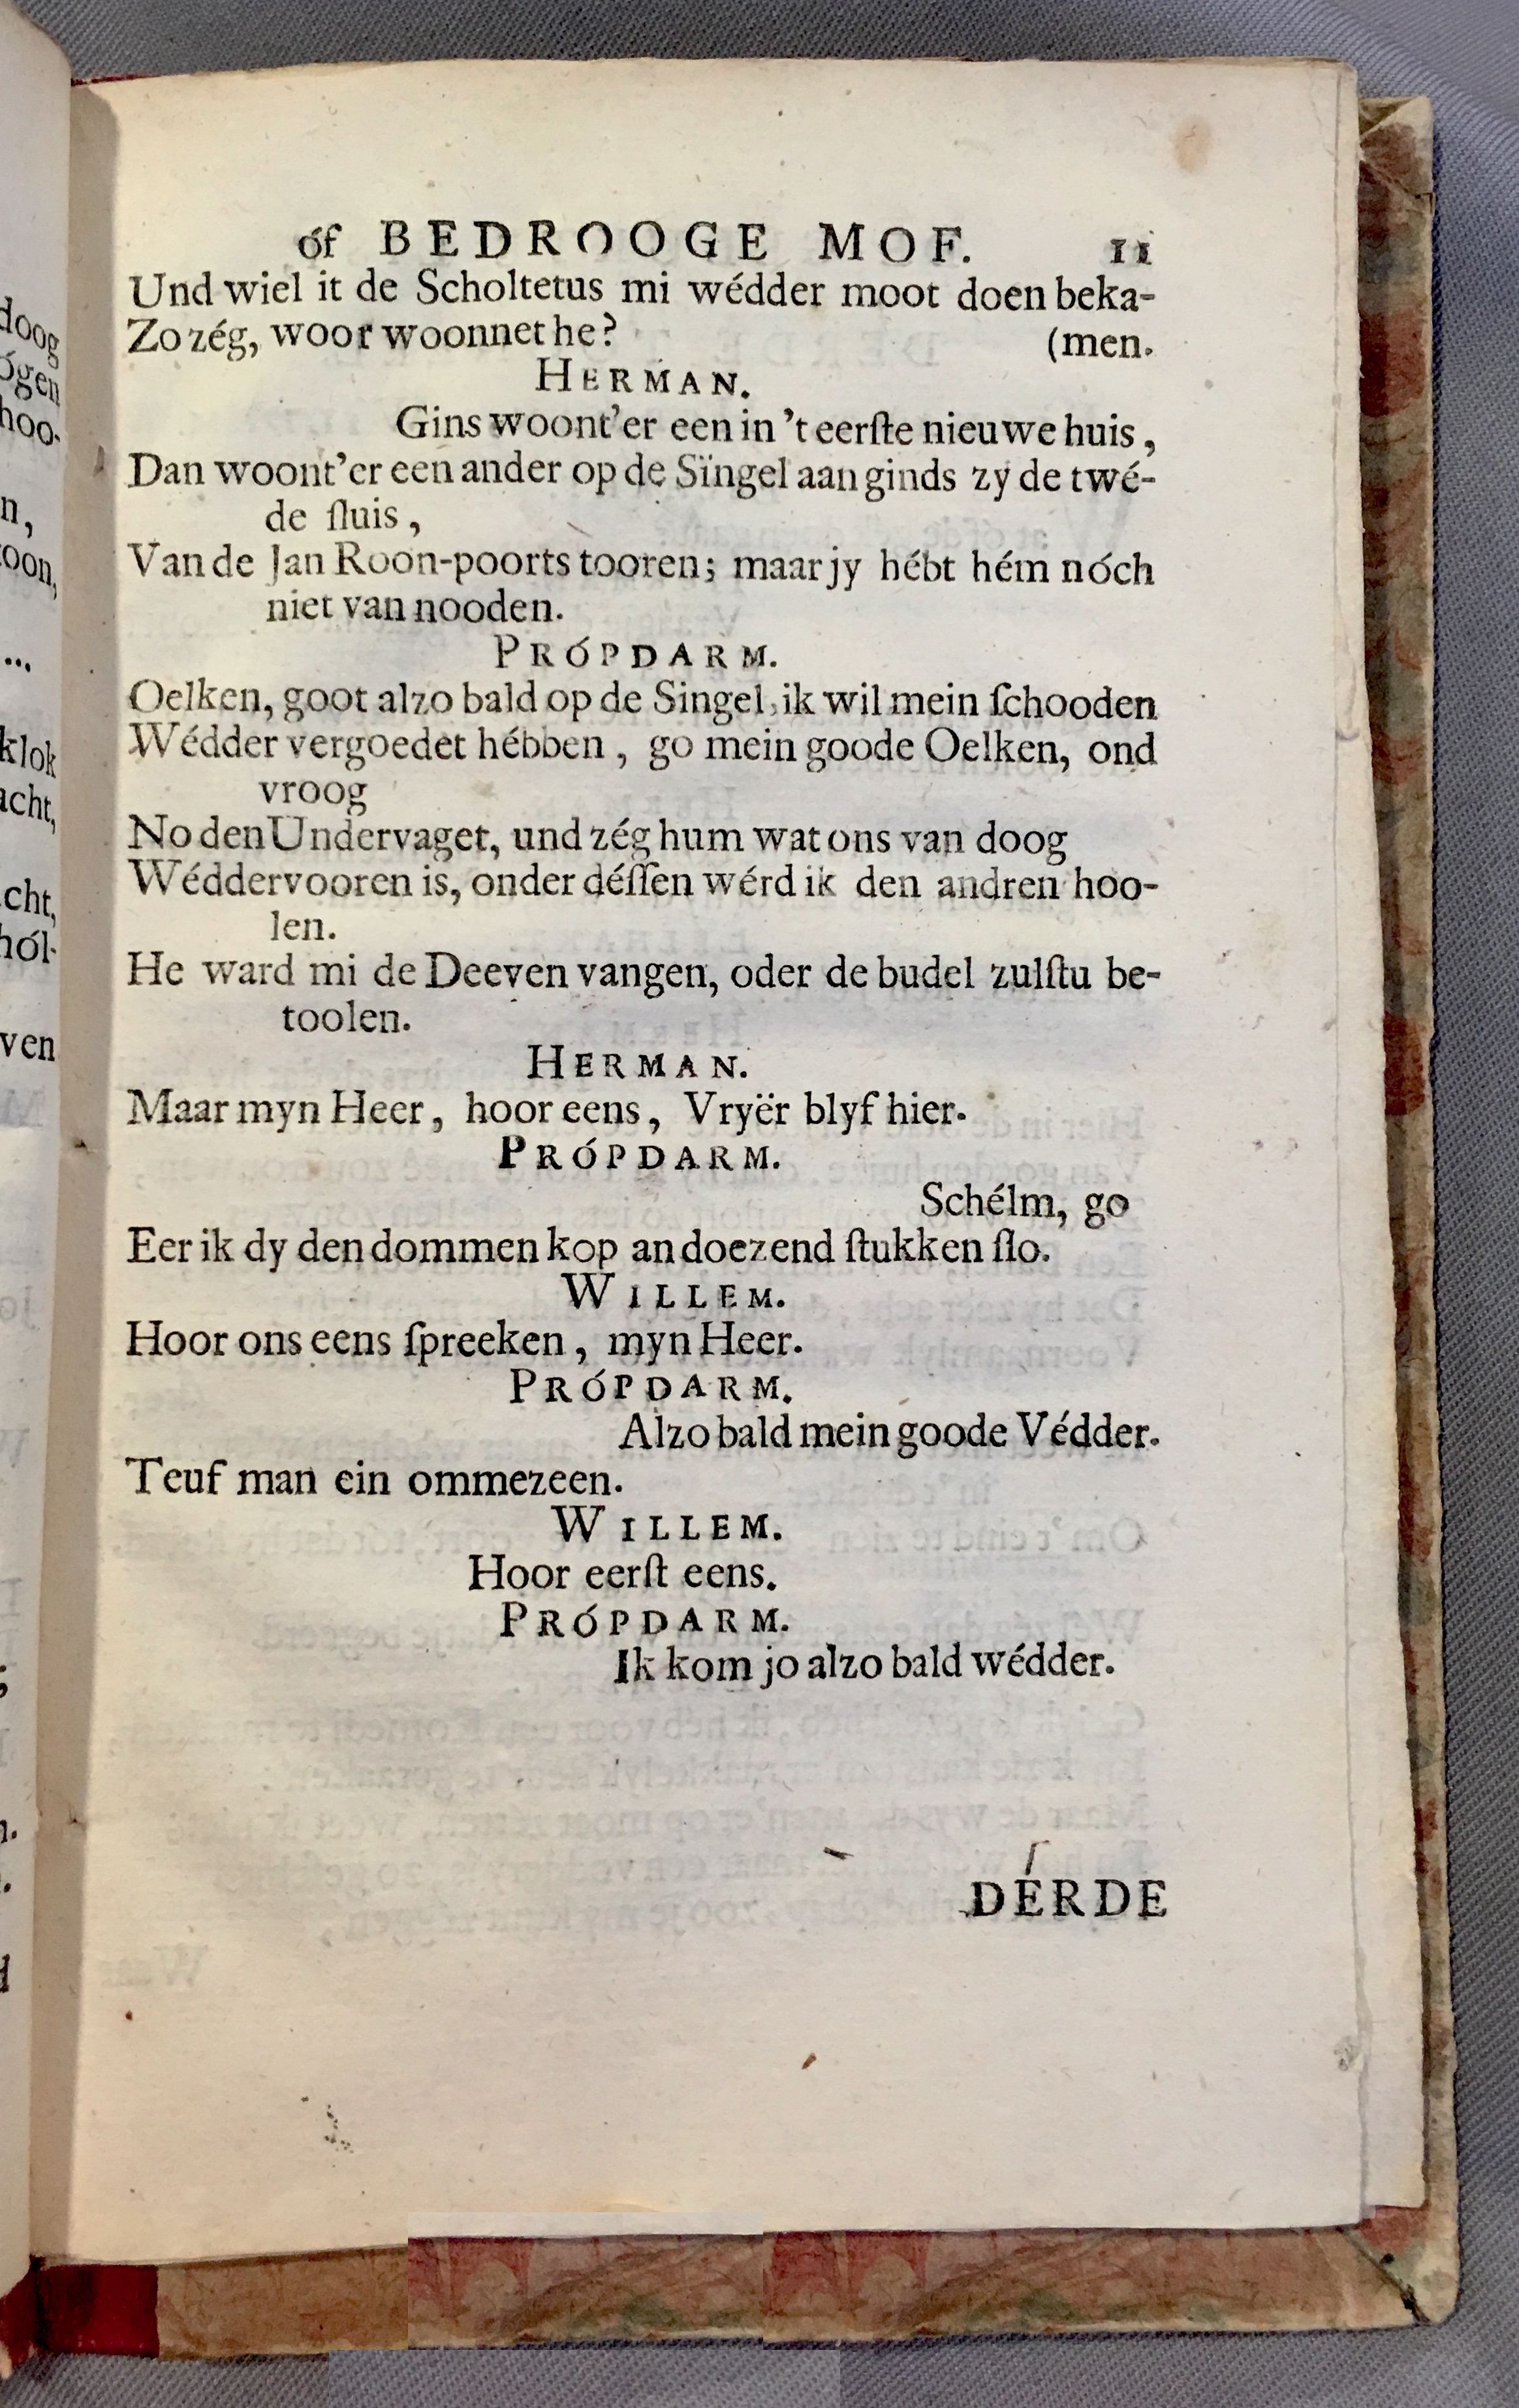 óf BEDROOGE MOF. 11
Und wiel it de Scholtetus mi wédder moot doen beka-
Zo zég, woor woonnet he? (men.
HERMAN.
Gins woont'er een in 't eerſte nieuwe huis,
Dan woont'er een ander op de Sïngel aan ginds zy de twé-
de ſluis,
Van de Jan Roon-poorts tooren; maar jy hébt hém nóch
niet van nooden.
PRÓPDARM.
Oelken, goot alzo bald op de Singel, ik wil mein ſchooden
Wédder vergoedet hébben, go mein goode Oelken, ond
vroog
No den Undervaget, und zég hum wat ons van doog
Wéddervooren is, onder déſſen wérd ik den andren hoo-
len.
He ward mi de Deeven vangen, oder de budel zulſtu be-
toolen.
HERMAN.
Maar myn Heer, hoor eens, Vryër blyf hier.
PRÓPDARM.
Schélm, go
Eer ik dy den dommen kop an doezend ſtukken ſlo.
WILLEM.
Hoor ons eens ſpreeken, myn Heer.
PRÓPDARM.
Alzo bald mein goode Védder.
Teuf man ein ommezeen.
WILLEM.
Hoor eerſt eens.
PRÓPDARM.
Ik kom jo alzo bald wédder.
DÉRDE